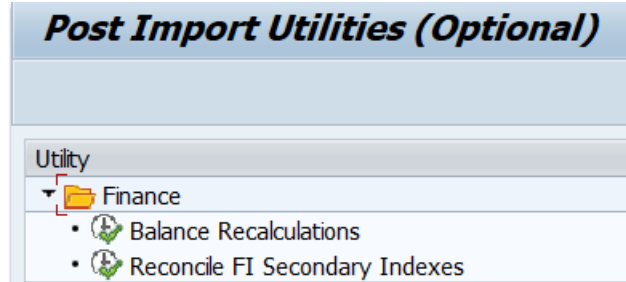 Post Import Utilities (Optional)
Utility
Finance
Balance Recalculations
Reconcile FI Secondary Indexes